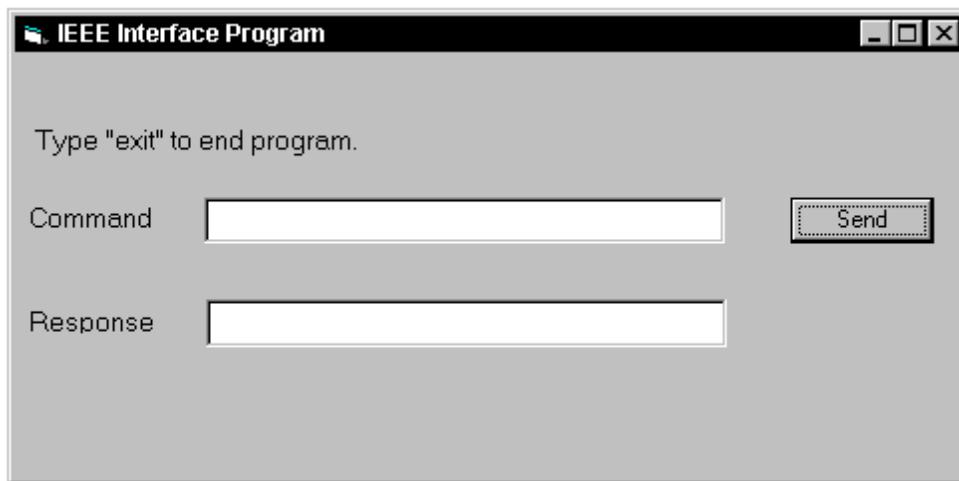 IEEE Interface Program
Type "exit" to end program.
Command
Send
Response